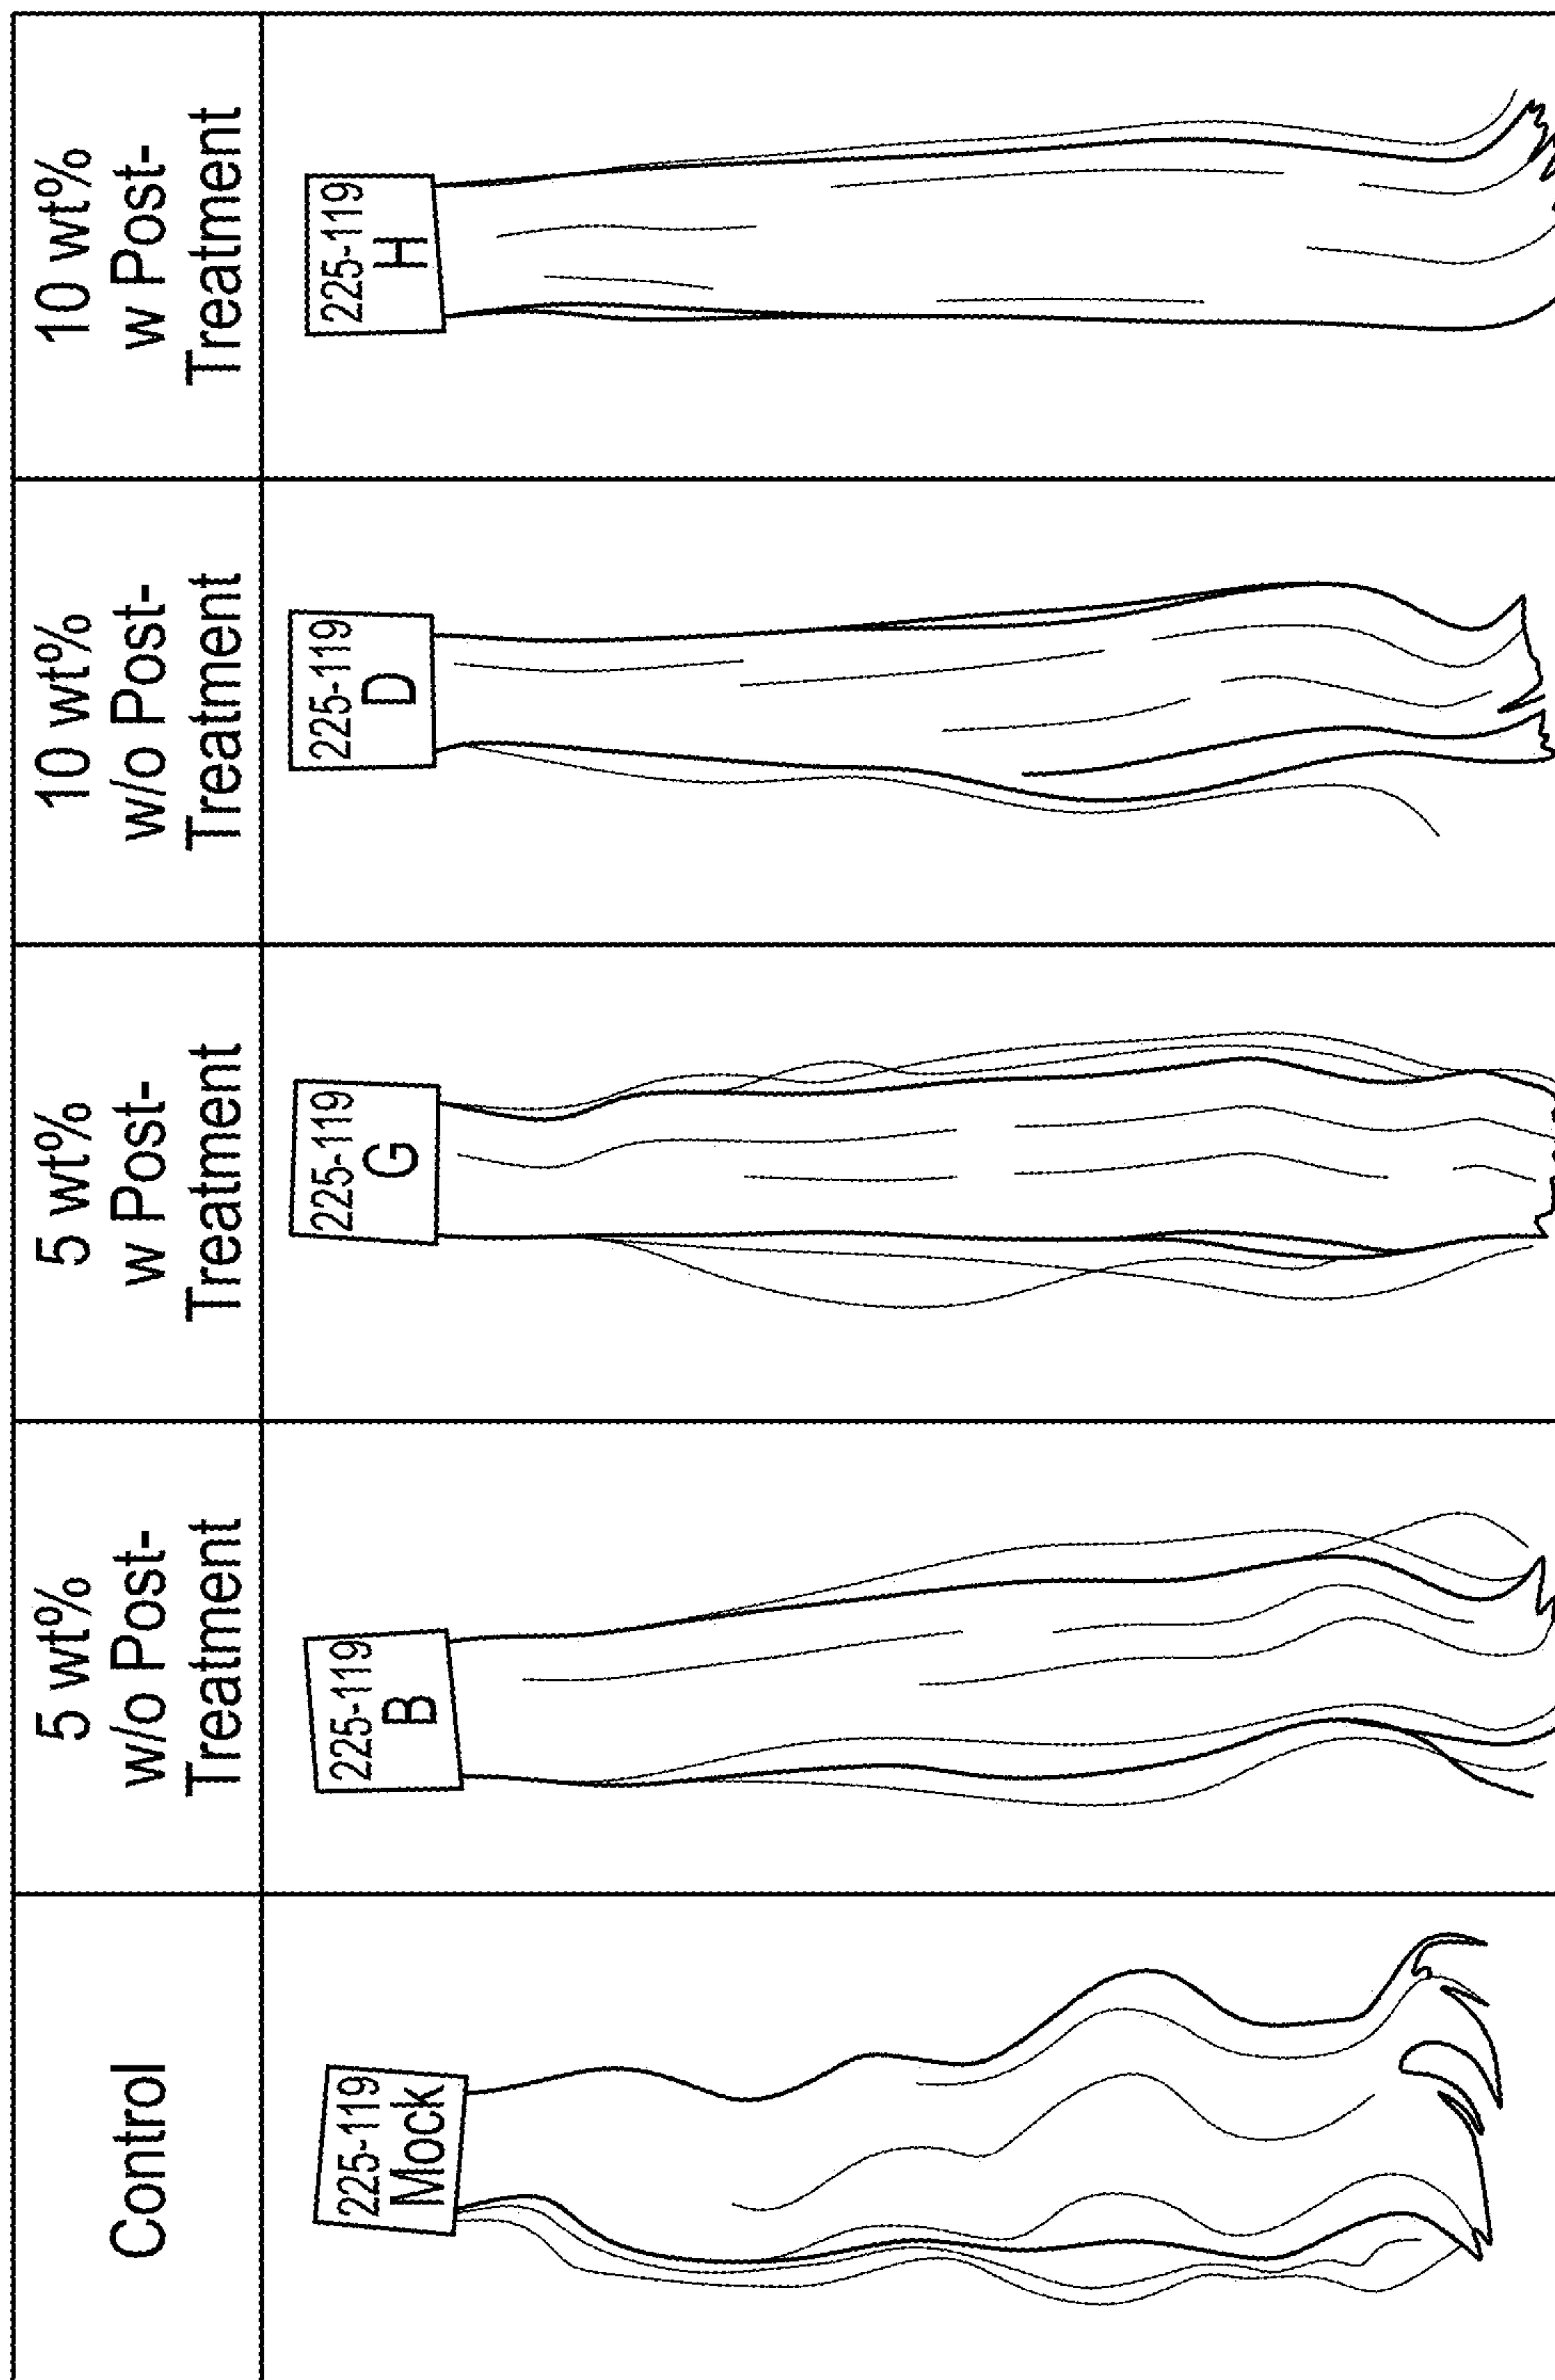 Control
225-119
Mock
5 wt%
w/o Post-
Treatment
225-119
B
5 wt%
w Post-
Treatment
225-119
G
10 wt%
w/o Post-
Treatment
225-119
D
10 wt%
w Post-
Treatment
225-119
H